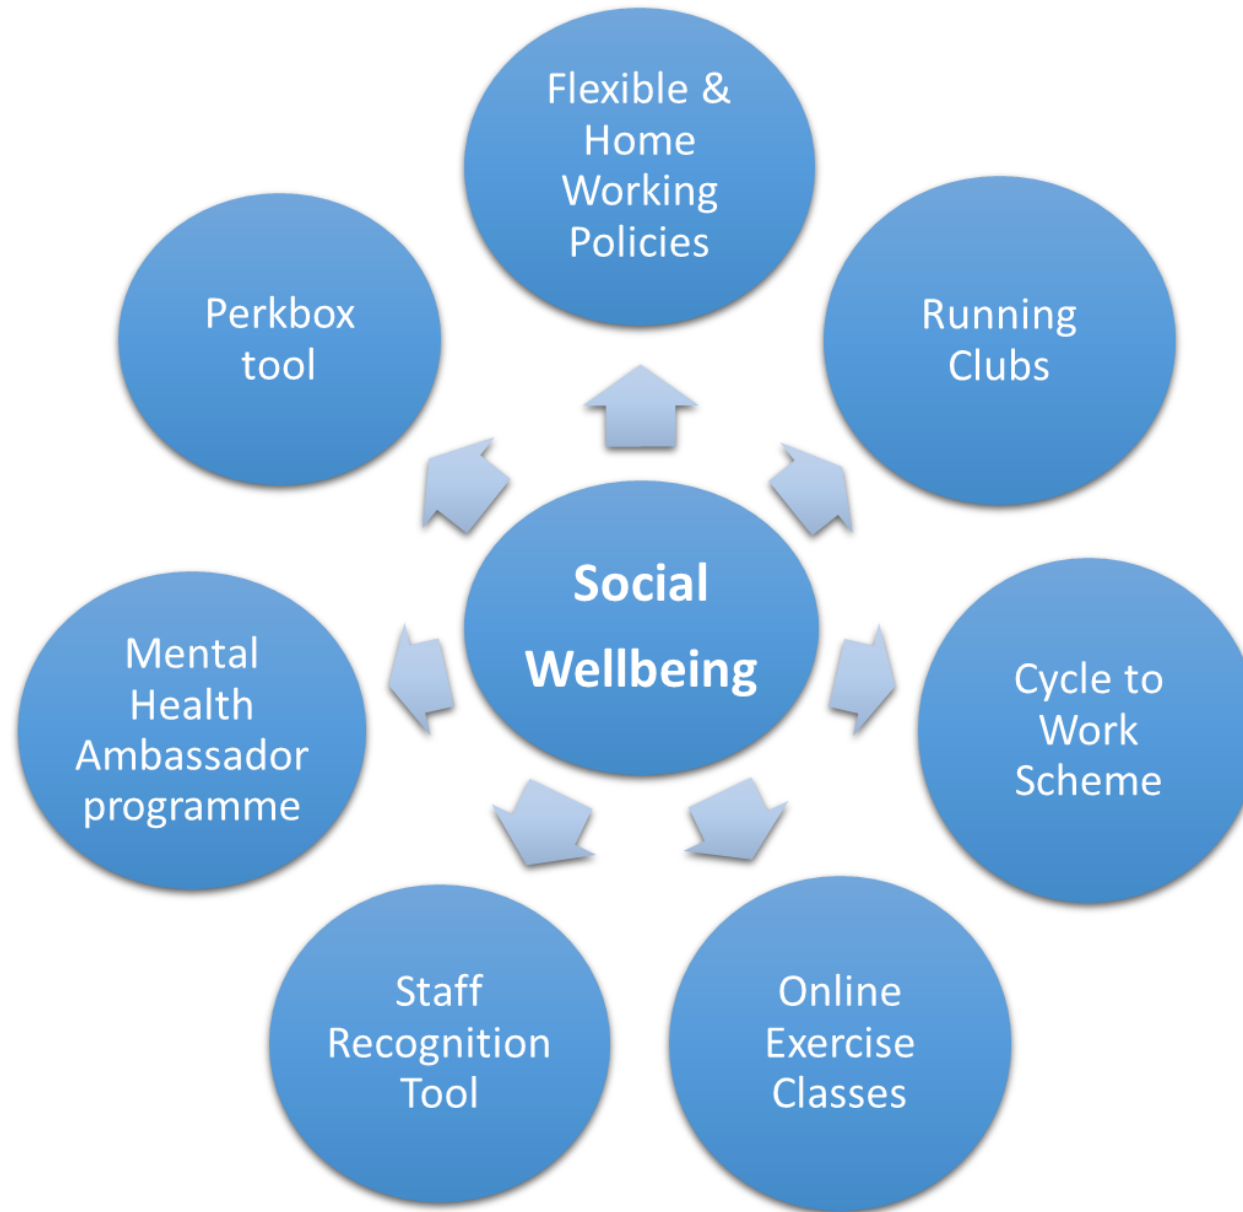 Flexible &
Home
Working
Policies
Running
Clubs
Cycle to
Work
Scheme
Online
Exercise
Classes
Staff
Recognition
Tool
Mental
Health
Ambassador
programme
Perkbox
tool
Social
Wellbeing